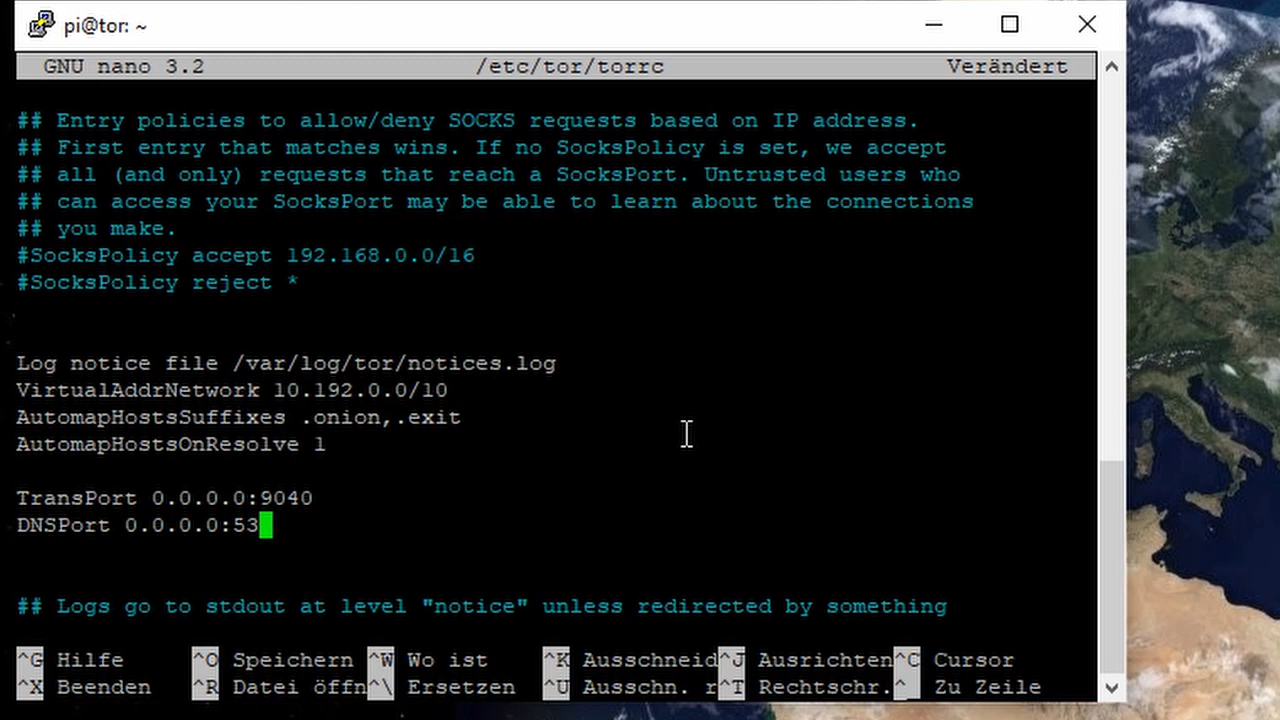 pi@tor: ~
GNU nano 3.2 /etc/tor/torrc Verändert
## Entry policies to allow/deny SOCKS requests based on IP address.
## First entry that matches wins. If no SocksPolicy is set, we accept
## all (and only) requests that reach a SocksPort. Untrusted users who
## can access your SocksPort may be able to learn about the connections
## you make.
#SocksPolicy accept 192.168.0.0/16
#SocksPolicy reject *
Log notice file /var/log/tor/notices.log
VirtualAddrNetwork 10.192.0.0/10
AutomapHostsSuffixes .onion,.exit
AutomapHostsOnResolve 1
TransPort 0.0.0.0:9040
DNSPort 0.0.0.0:53
## Logs go to stdout at level "notice" unless redirected by something
^G Hilfe ^O Speichern ^W Wo ist ^K Ausschneid^J Ausrichten^C Cursor
^X Beenden ^R Datei öffn^\ Ersetzen ^U Ausschn. r^T Rechtschr.^_ Zu Zeile